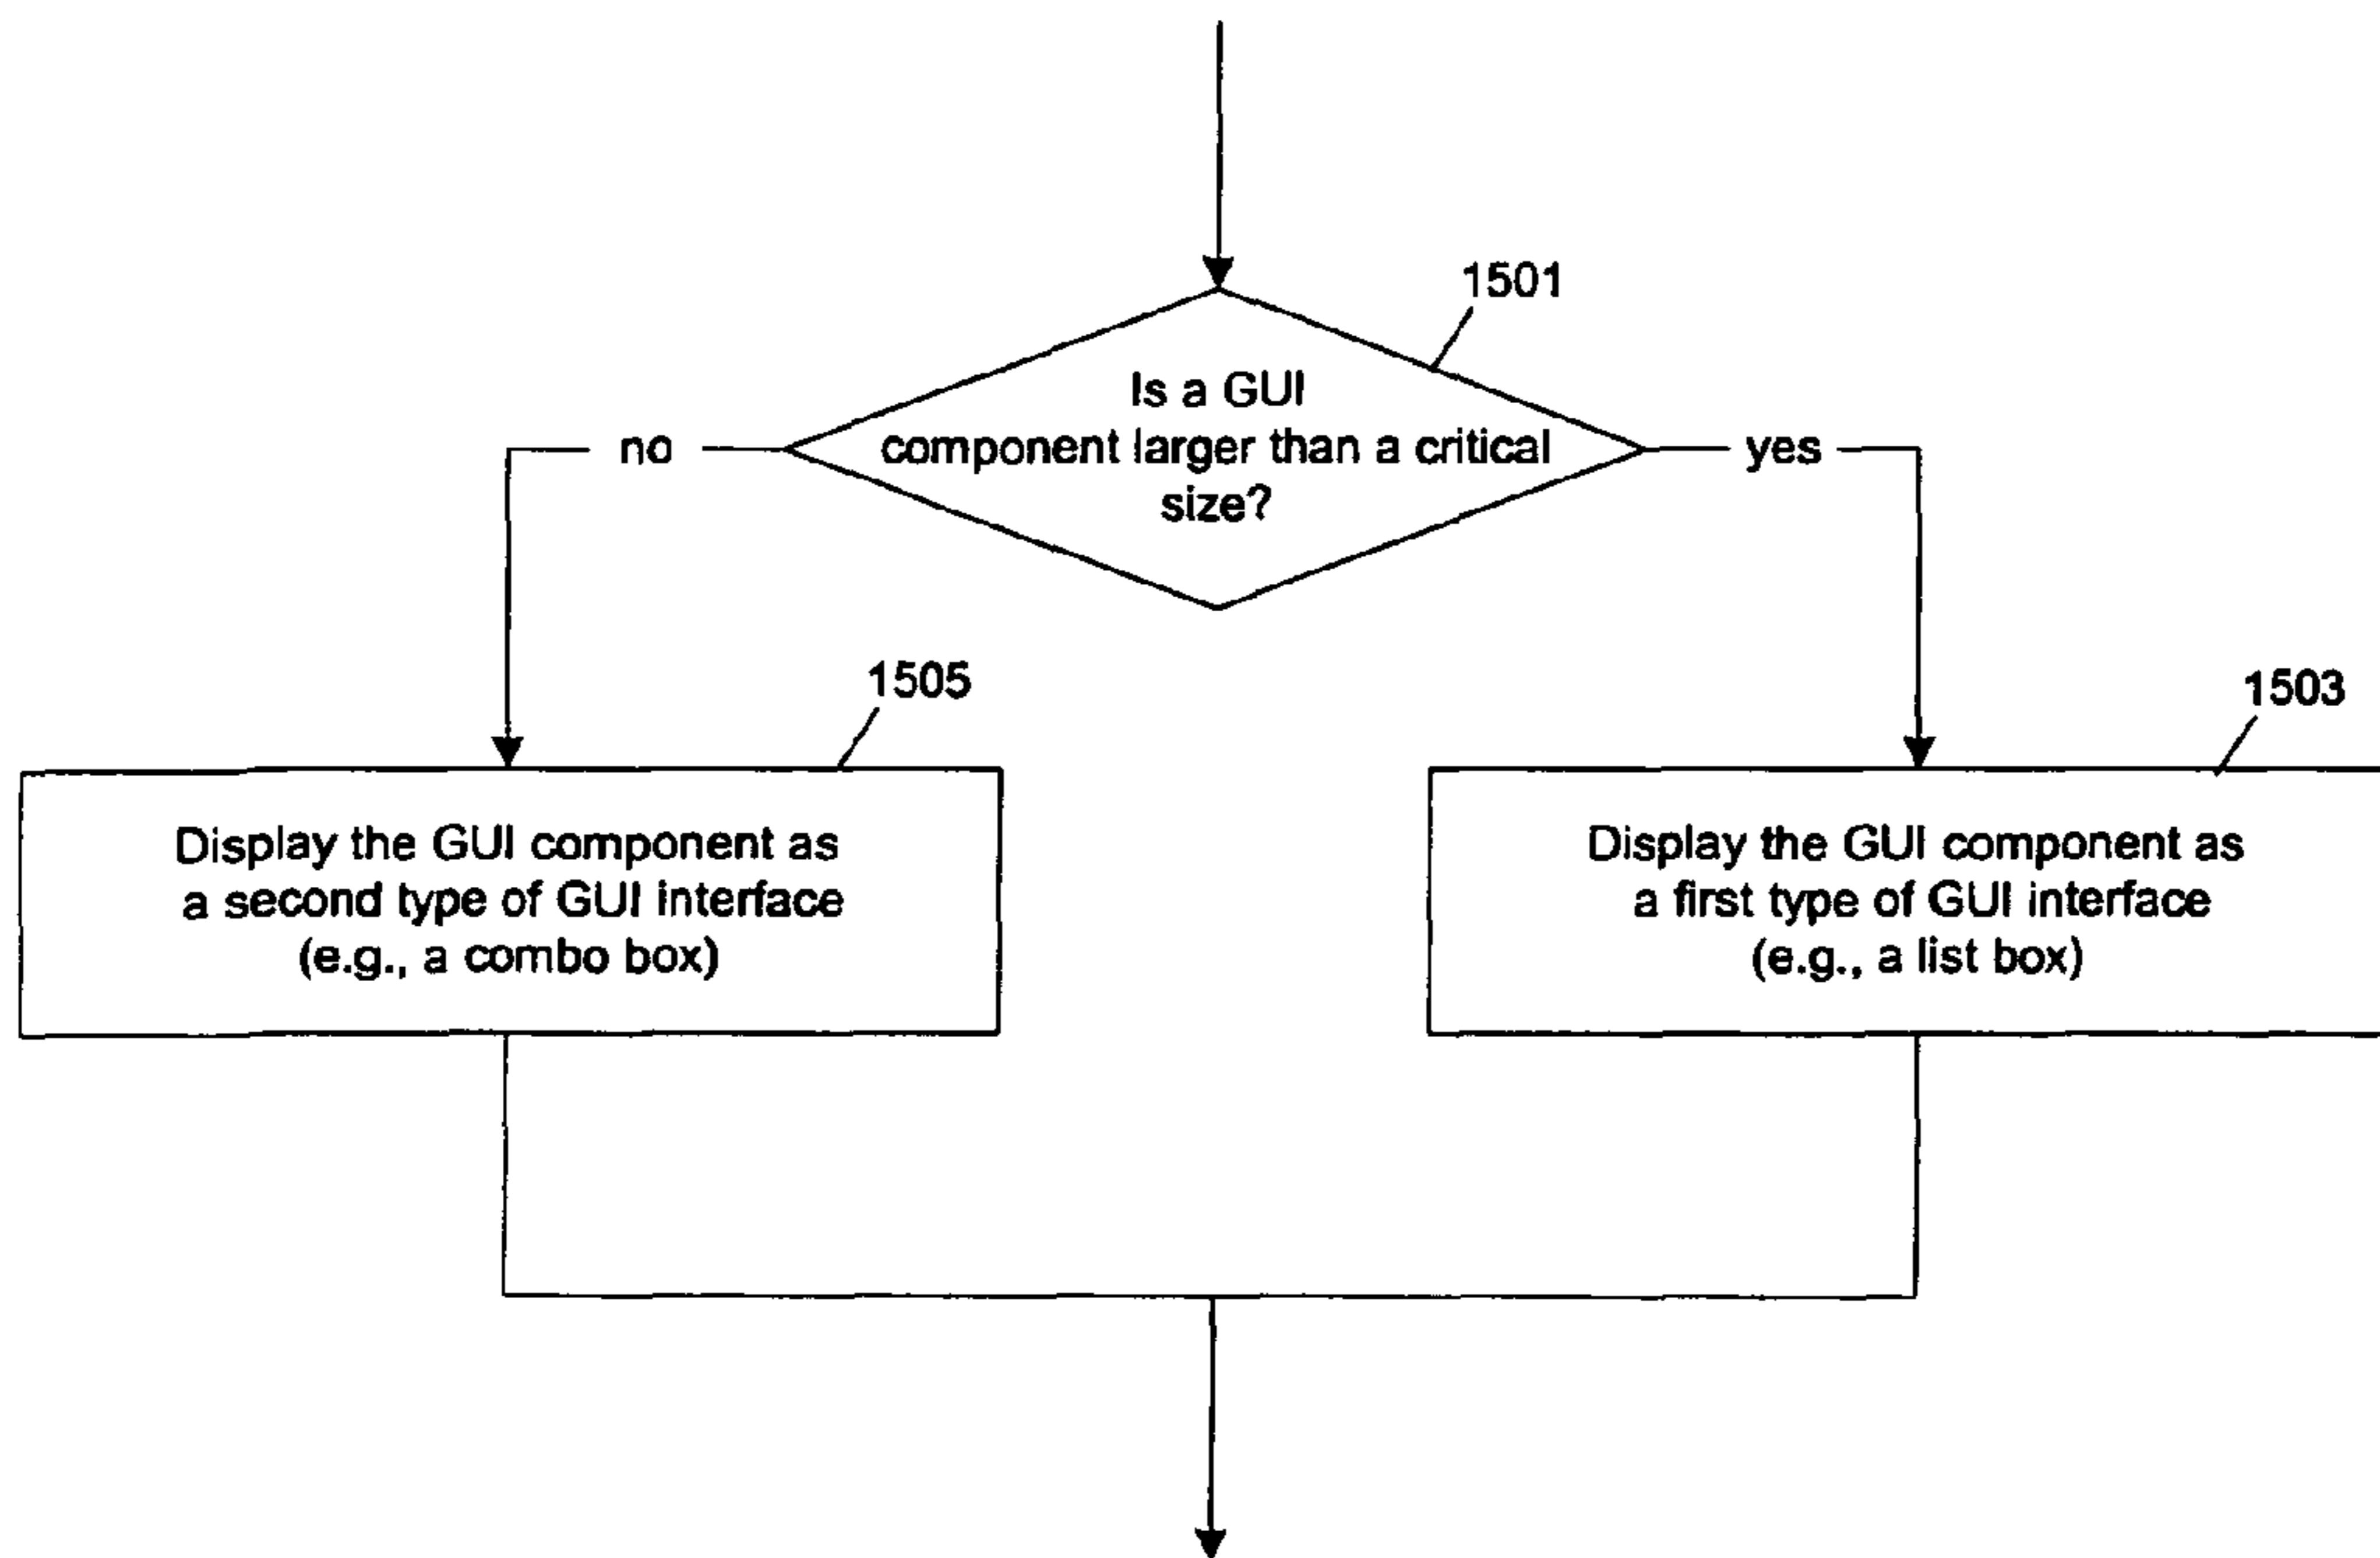 1501
Is a GUI
component larger than a critical
size?
no
yes
1505
1503
Display the GUI component as
a second type of GUI interface
(e.g., a combo box)
Display the GUI component as
a first type of GUI interface
(e.g., a list box)